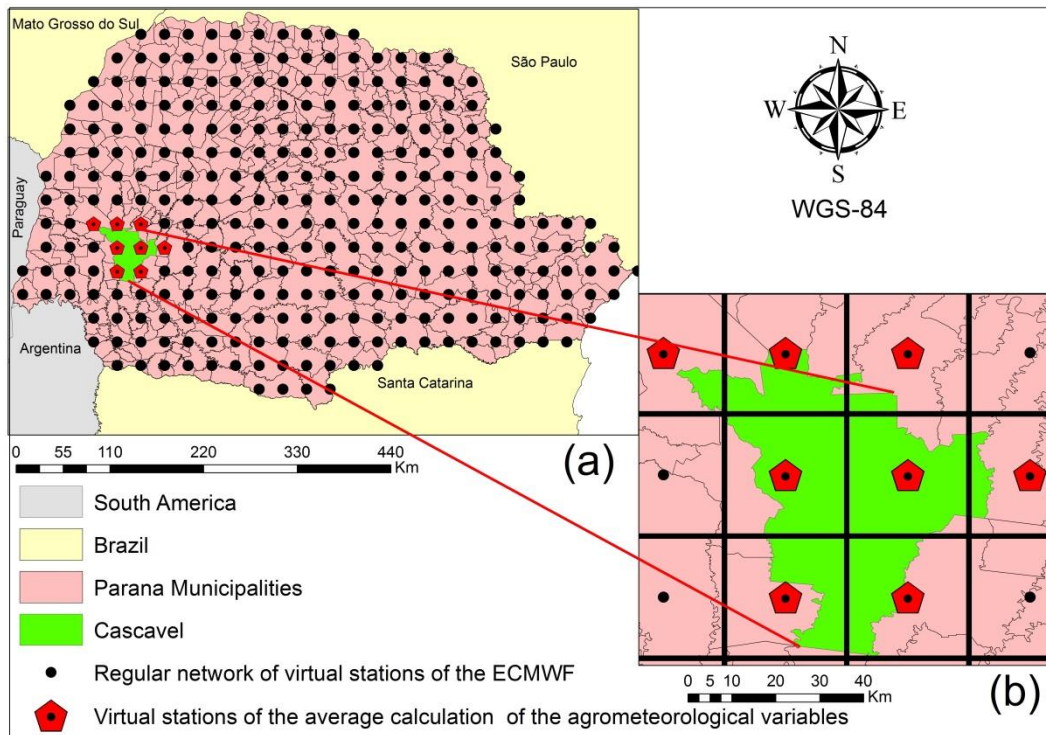 Mato Grosso do Sul
São Paulo
Paraguay
Argentina
Santa Catarina
N
W E
S
WGS-84
0 55 110 220 330 440
Km
(a)
South America
Brazil
Parana Municipalities
Cascavel
Regular network of virtual stations of the ECMWF
Virtual stations of the average calculation of the agrometeorological variables
0 5 10 20 30 40
Km
(b)